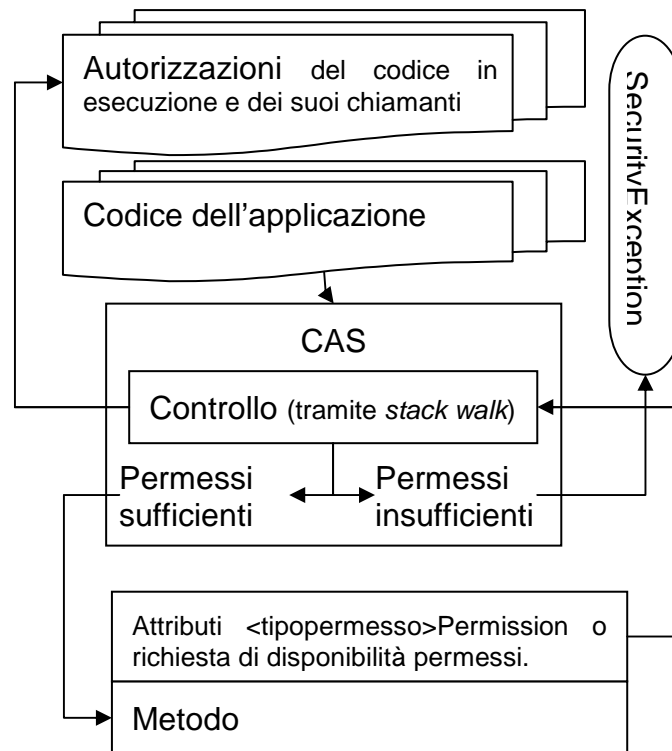 Autorizzazioni del codice in
esecuzione e dei suoi chiamanti
SecurityException
Codice dell'applicazione
CAS
Controllo (tramite stack walk)
Permessi
sufficienti
Permessi
insufficienti
Attributi <tipopermesso>Permission o
richiesta di disponibilità permessi.
Metodo